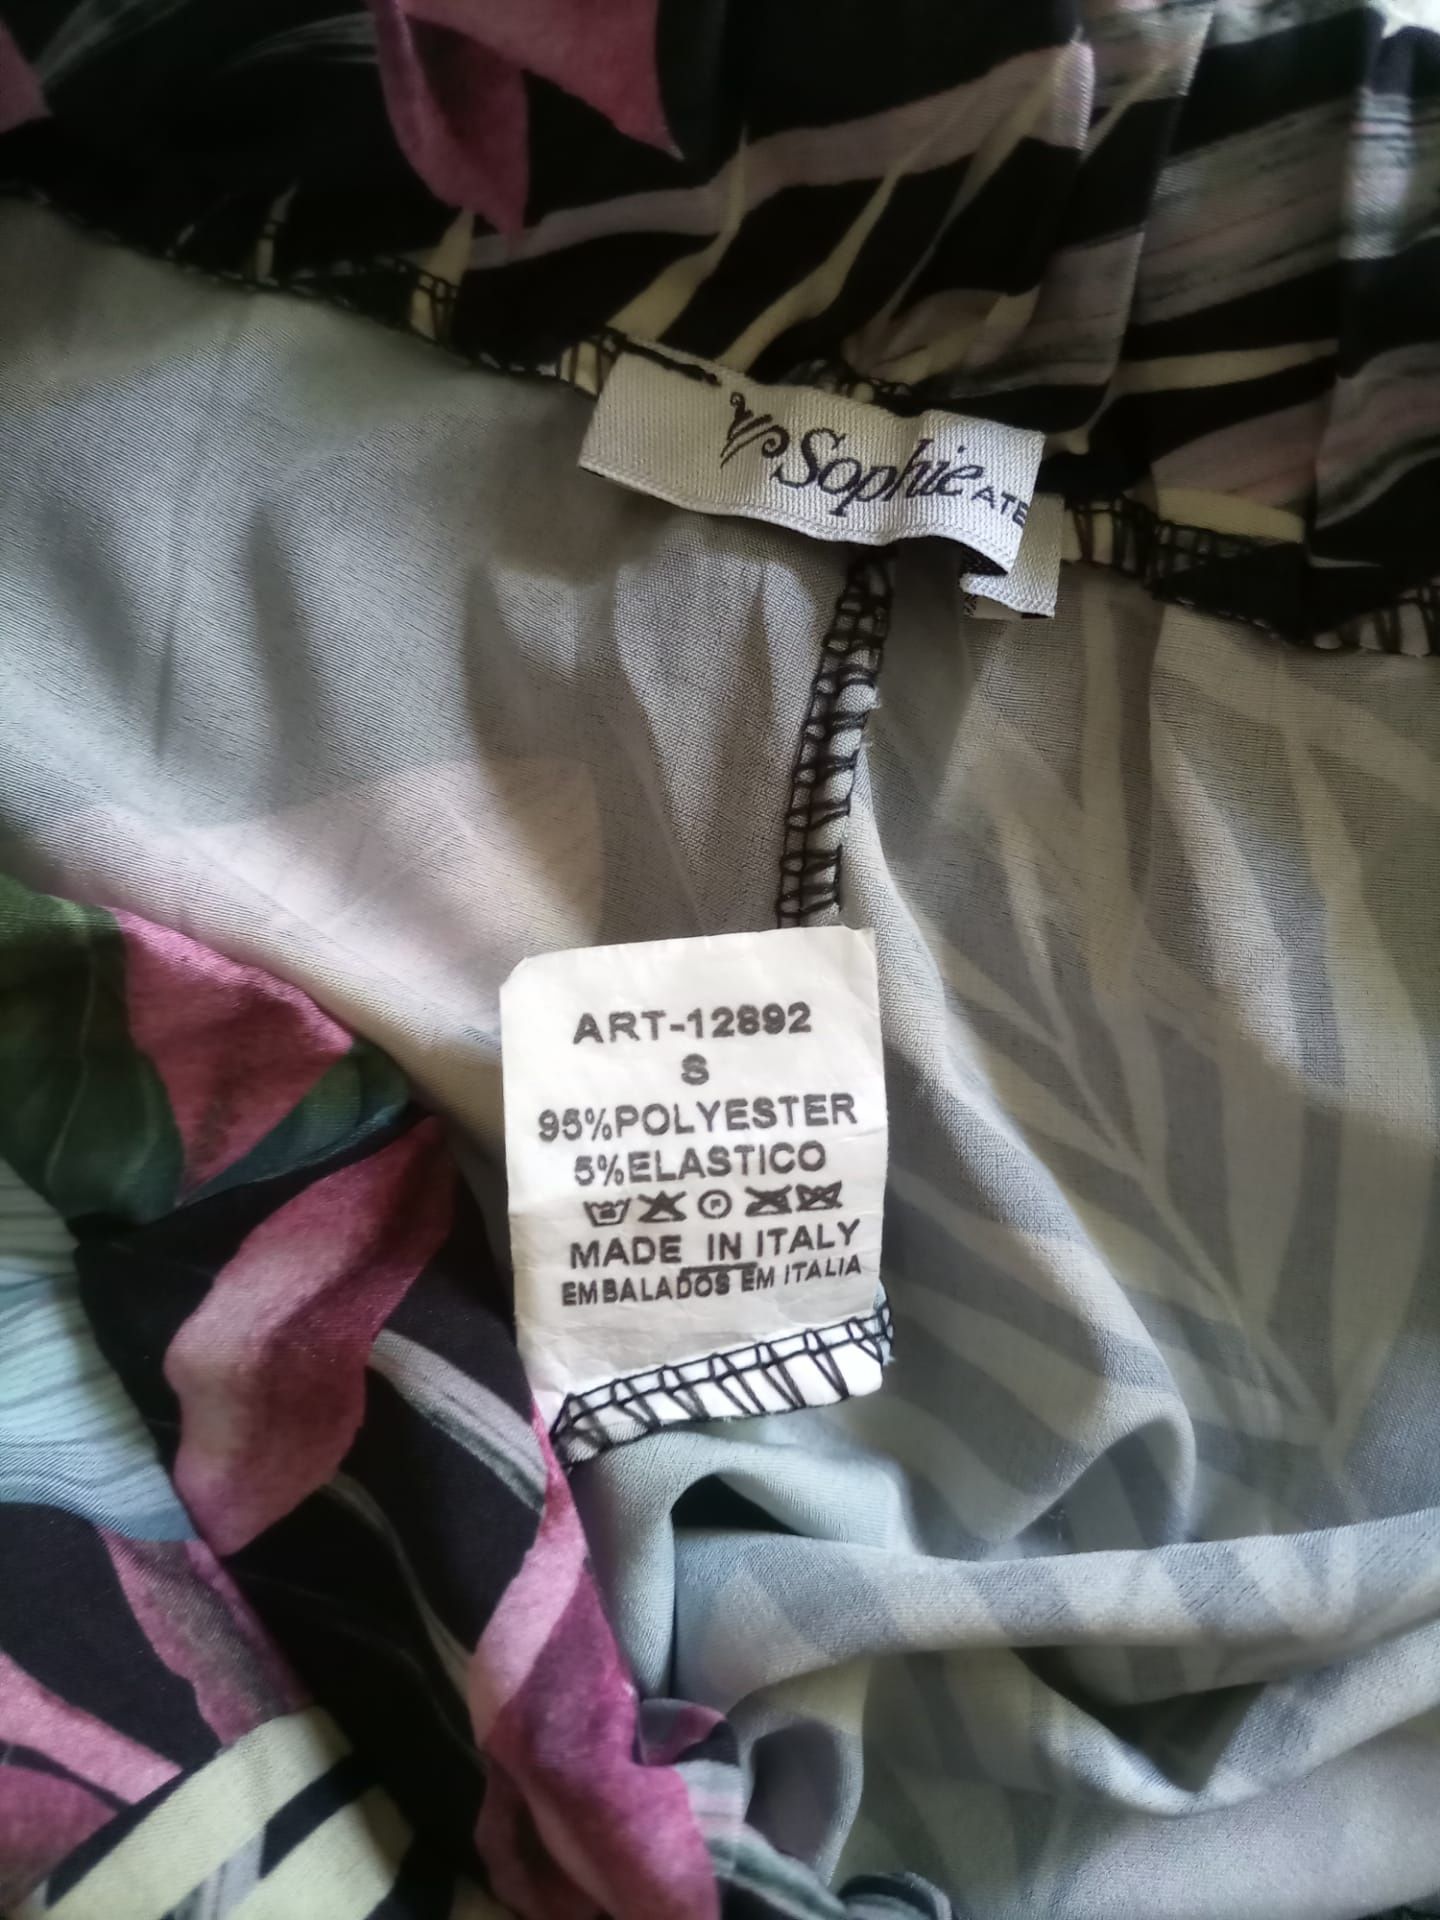 Sophie ATE
ART-12892
S
95%POLYESTER
5%ELASTICO
P
MADE IN ITALY
EMBALADOS EM ITALIA